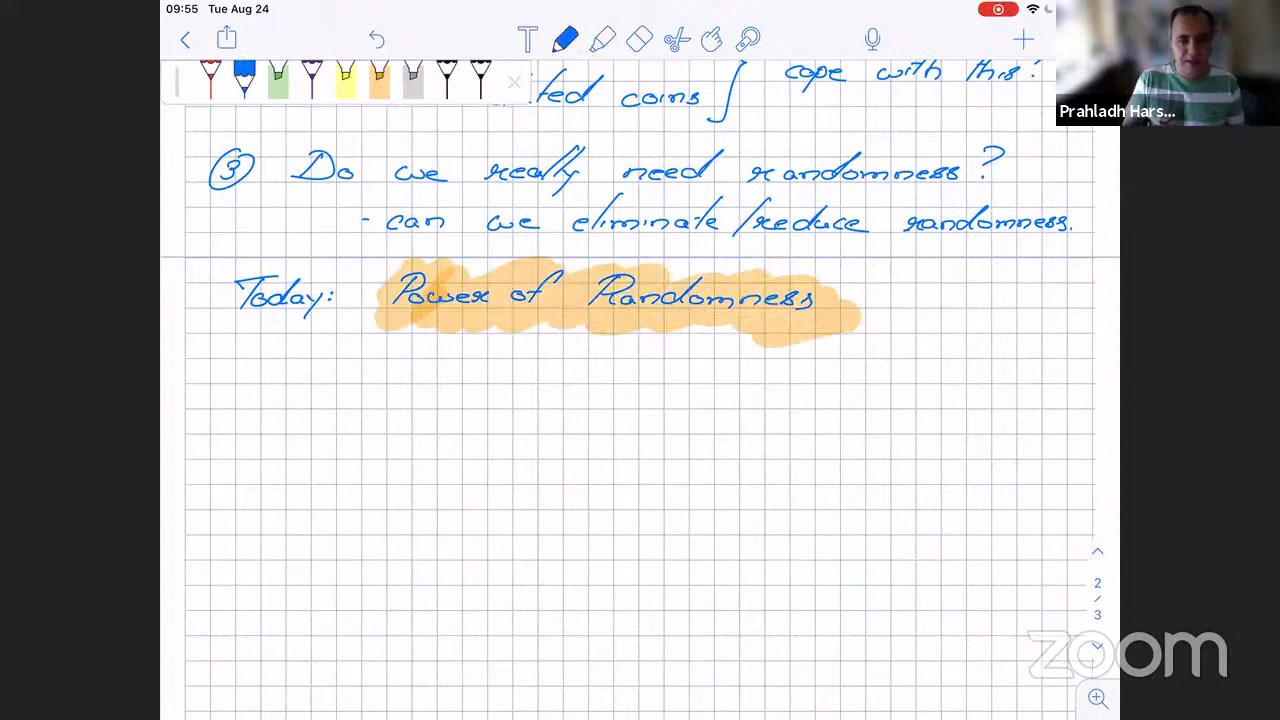 09:55 Tue Aug 24
cope with this?
ted coins
③ Do we really need randomness?
- can we eliminate/reduce randomness.
Today: Power of Randomness
Prahladh Hars...
2
3
zoom